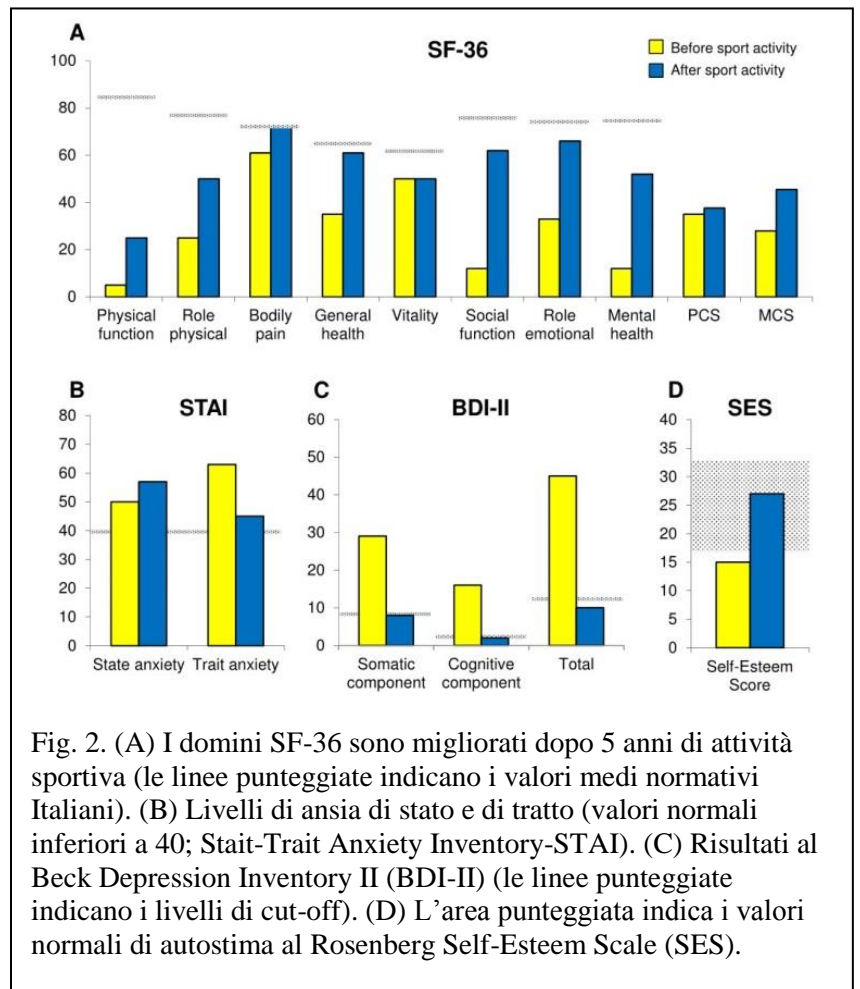 A
SF-36
Before sport activity
After sport activity
100
80
60
40
20
0
Physical function
Role physical
Bodily pain
General health
Vitality
Social function
Role emotional
Mental health
PCS
MCS
B
STAI
80
70
60
50
40
30
20
10
0
State anxiety
Trait anxiety
C
BDI-II
60
50
40
30
20
10
0
Somatic component
Cognitive component
Total
D
SES
40
35
30
25
20
15
10
5
0
Self-Esteem Score
Fig. 2. (A) I domini SF-36 sono migliorati dopo 5 anni di attività
sportiva (le linee punteggiate indicano i valori medi normativi
Italiani). (B) Livelli di ansia di stato e di tratto (valori normali
inferiori a 40; Stait-Trait Anxiety Inventory-STAI). (C) Risultati al
Beck Depression Inventory II (BDI-II) (le linee punteggiate
indicano i livelli di cut-off). (D) L’area punteggiata indica i valori
normali di autostima al Rosenberg Self-Esteem Scale (SES).